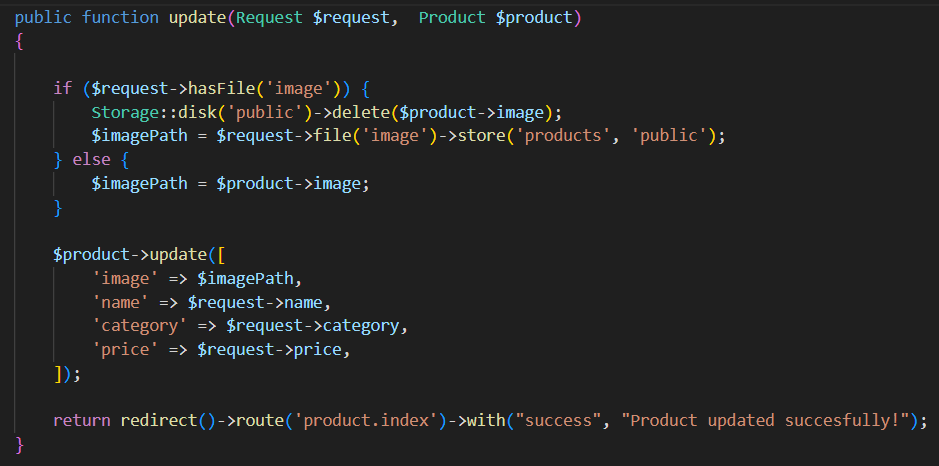 public function update(Request $request,  Product $product)
{
if ($request->hasFile('image')) {
Storage::disk('public')->delete($product->image);
$imagePath = $request->file('image')->store('products', 'public');
} else {
$imagePath = $product->image;
}
$product->update([
'image' => $imagePath,
'name' => $request->name,
'category' => $request->category,
'price' => $request->price,
]);
return redirect()->route('product.index')->with("success", "Product updated succesfully!");
}